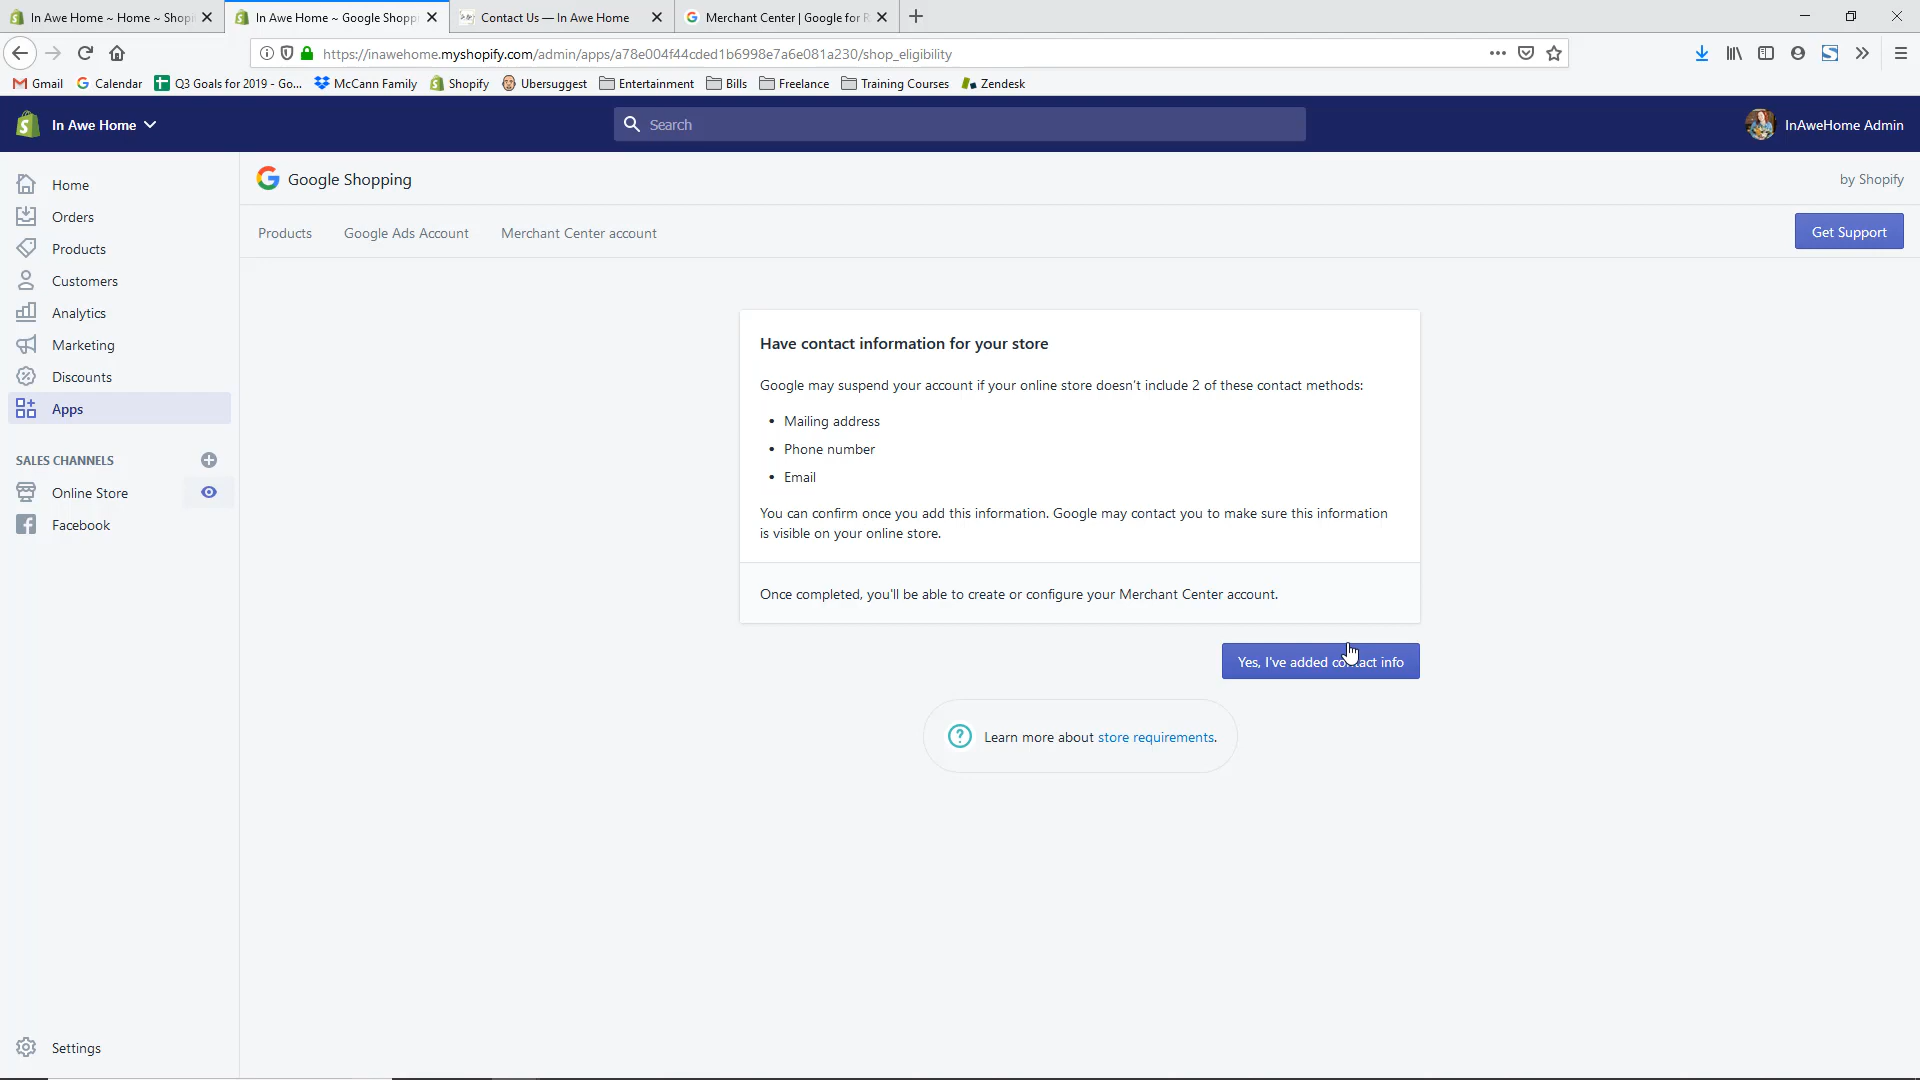 In Awe Home ~ Home ~ Shopi
In Awe Home ~ Google Shopp
Contact Us — In Awe Home
Merchant Center | Google for R
https://inawehome.myshopify.com/admin/apps/a78e004f44cded1b6998e7a6e081a230/shop_eligibility
Gmail
Calendar
Q3 Goals for 2019 - Go...
McCann Family
Shopify
Ubersuggest
Entertainment
Bills
Freelance
Training Courses
Zendesk
In Awe Home
Search
InAweHome Admin
Home
Orders
Products
Customers
Analytics
Marketing
Discounts
Apps
SALES CHANNELS
Online Store
Facebook
Settings
Google Shopping
by Shopify
Products
Google Ads Account
Merchant Center account
Get Support
Have contact information for your store
Google may suspend your account if your online store doesn't include 2 of these contact methods:
• Mailing address
• Phone number
• Email
You can confirm once you add this information. Google may contact you to make sure this information
is visible on your online store.
Once completed, you'll be able to create or configure your Merchant Center account.
Yes, I've added contact info
Learn more about store requirements.